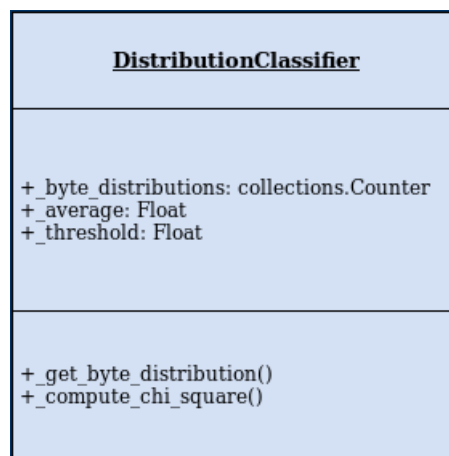 DistributionClassifier
+_byte_distributions: collections.Counter
+_average: Float
+_threshold: Float
+_get_byte_distribution()
+_compute_chi_square()